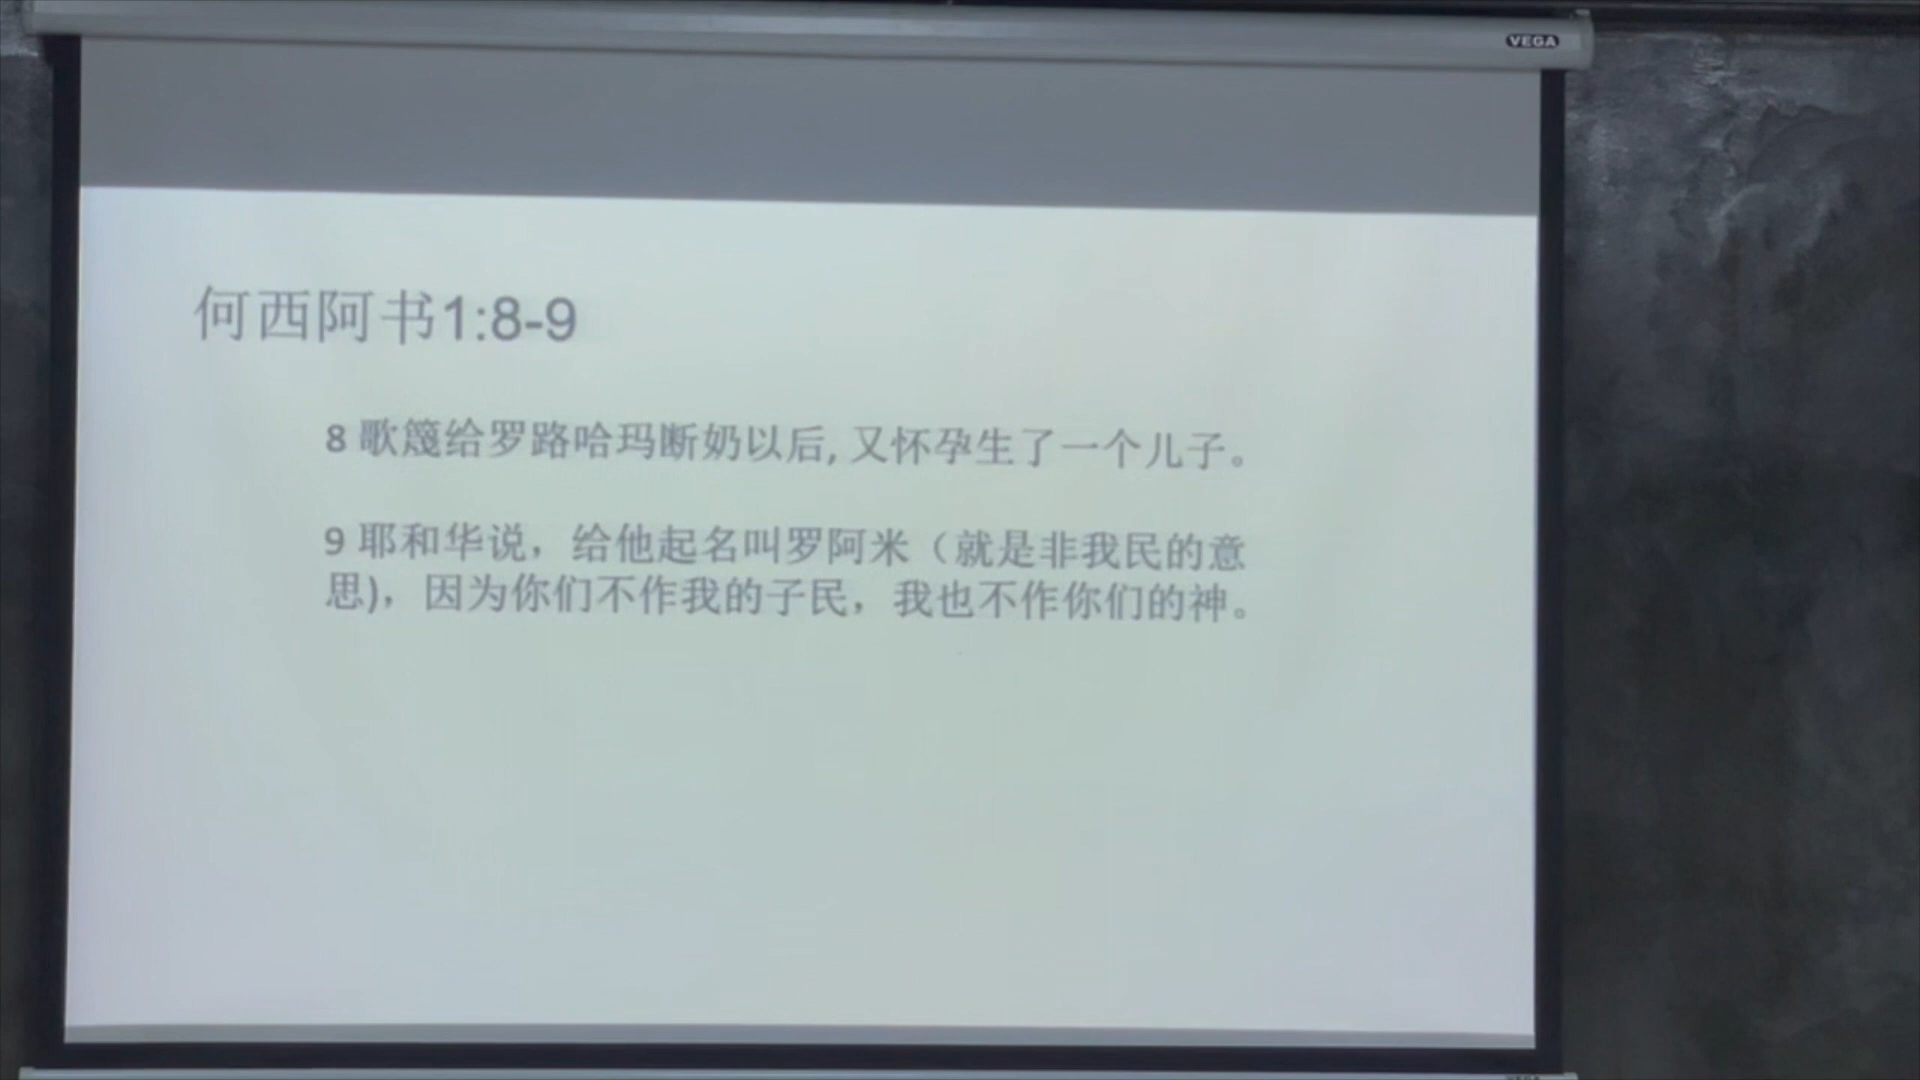 VEGA
何西阿书1:8-9
8 歌篾给罗路哈玛断奶以后, 又怀孕生了一个儿子。
9 耶和华说，给他起名叫罗阿米（就是非我民的意
思)，因为你们不作我的子民，我也不作你们的神。